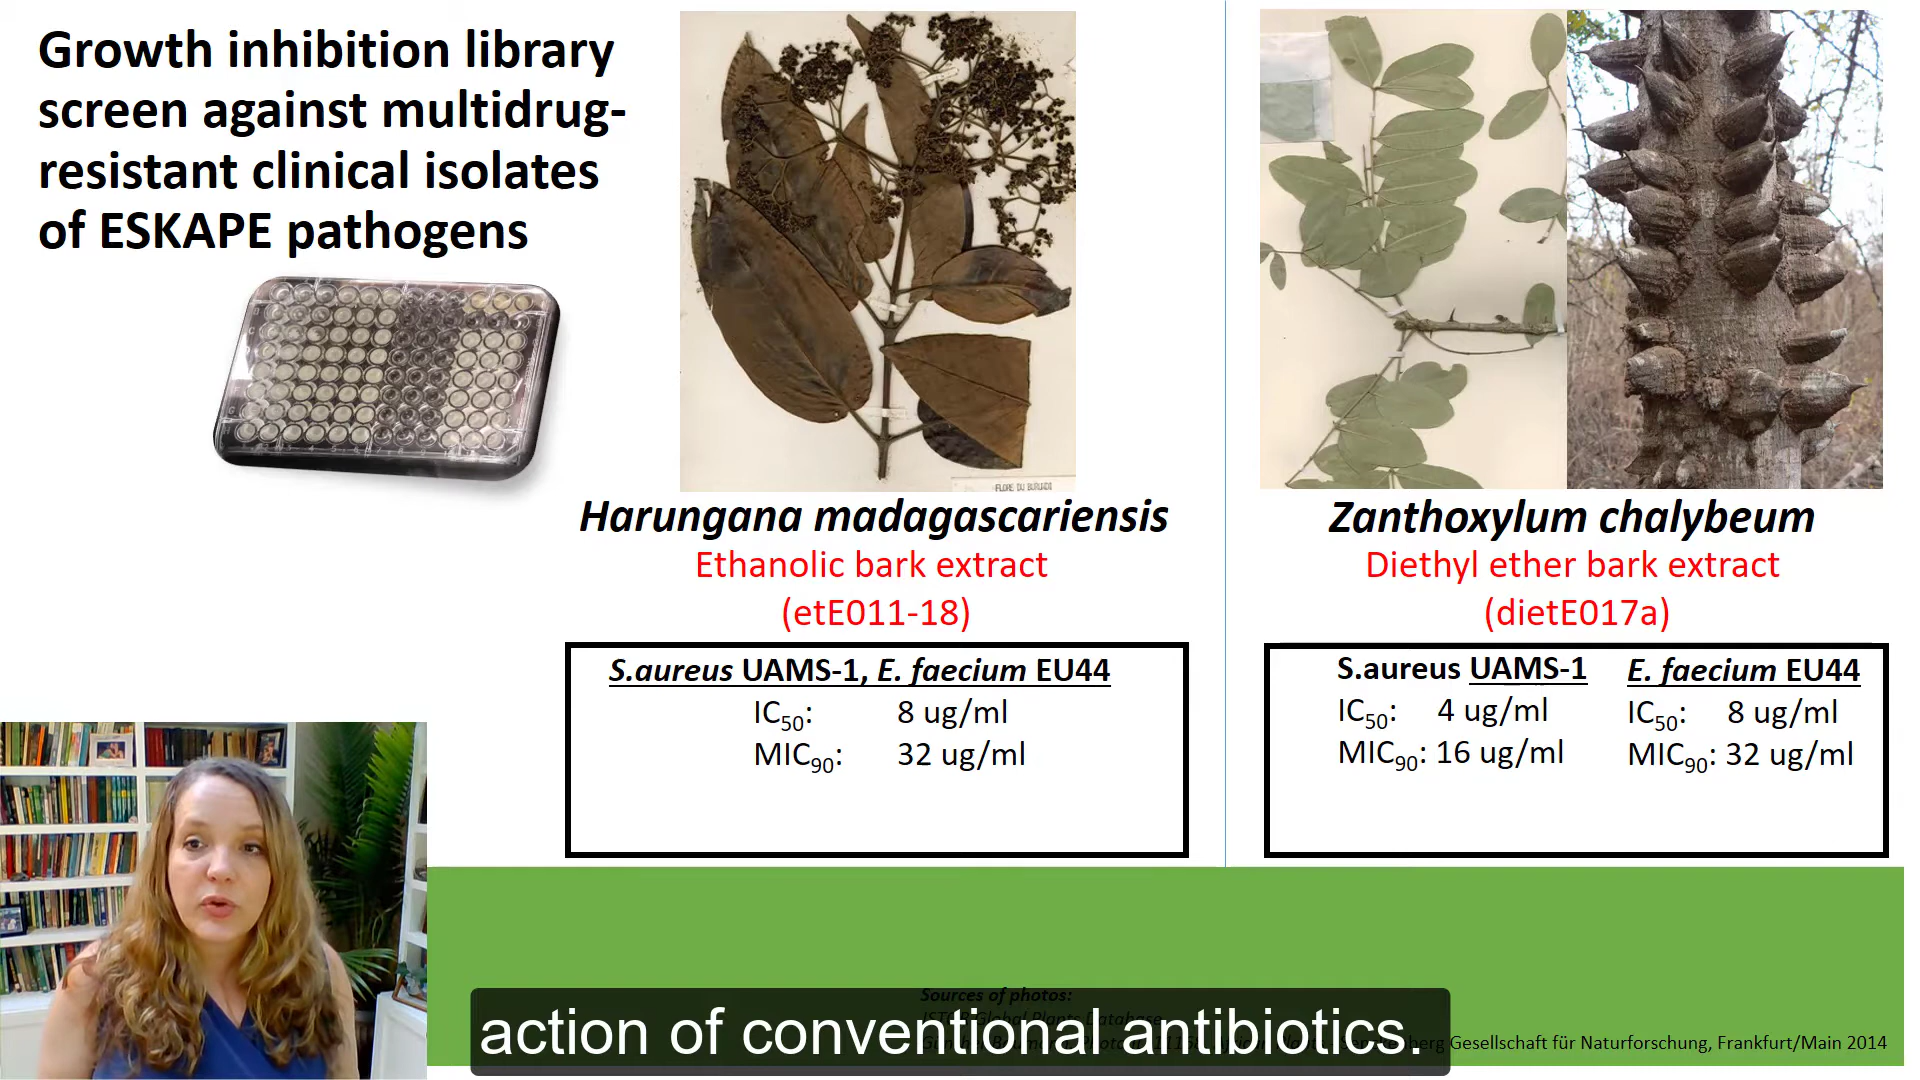 Growth inhibition library
screen against multidrug-
resistant clinical isolates
of ESKAPE pathogens
FLORE DU BURUNDI
Harungana madagascariensis
Ethanolic bark extract
(etE011-18)
S.aureus UAMS-1, E. faecium EU44
IC50: 8 ug/ml
MIC90: 32 ug/ml
Zanthoxylum chalybeum
Diethyl ether bark extract
(dietE017a)
S.aureus UAMS-1
IC50: 4 ug/ml
MIC90: 16 ug/ml
E. faecium EU44
IC50: 8 ug/ml
MIC90: 32 ug/ml
Sources of photos:
JSTOR Global Plants Database
Gesellschaft für Naturforschung, Frankfurt/Main 2014
action of conventional antibiotics.